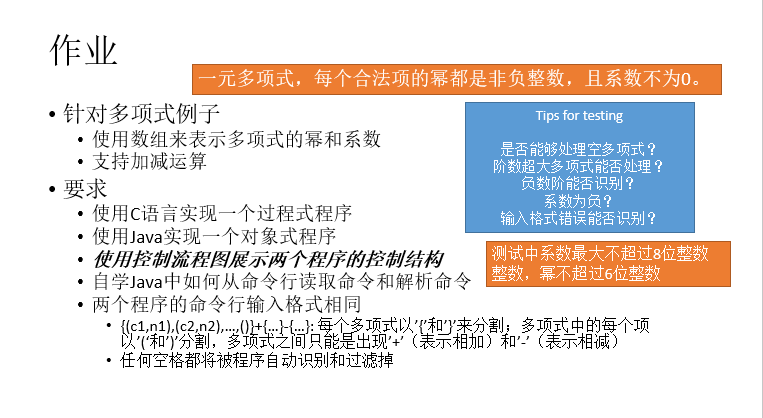 作业
一元多项式，每个合法项的幂都是非负整数，且系数不为0。
• 针对多项式例子
• 使用数组来表示多项式的幂和系数
• 支持加减运算
• 要求
• 使用C语言实现一个过程式程序
• 使用Java实现一个对象式程序
• 使用控制流程图展示两个程序的控制结构
• 自学Java中如何从命令行读取命令和解析命令
• 两个程序的命令行输入格式相同
• {(c1,n1),(c2,n2),…,()}+{…}-{…}: 每个多项式以’{’和’}’来分割；多项式中的每个项
以’(‘和’)’分割，多项式之间只能是出现’+’（表示相加）和’-’（表示相减）
• 任何空格都将被程序自动识别和过滤掉
Tips for testing
是否能够处理空多项式？
阶数超大多项式能否处理？
负数阶能否识别？
系数为负？
输入格式错误能否识别？
测试中系数最大不超过8位整数
整数，幂不超过6位整数